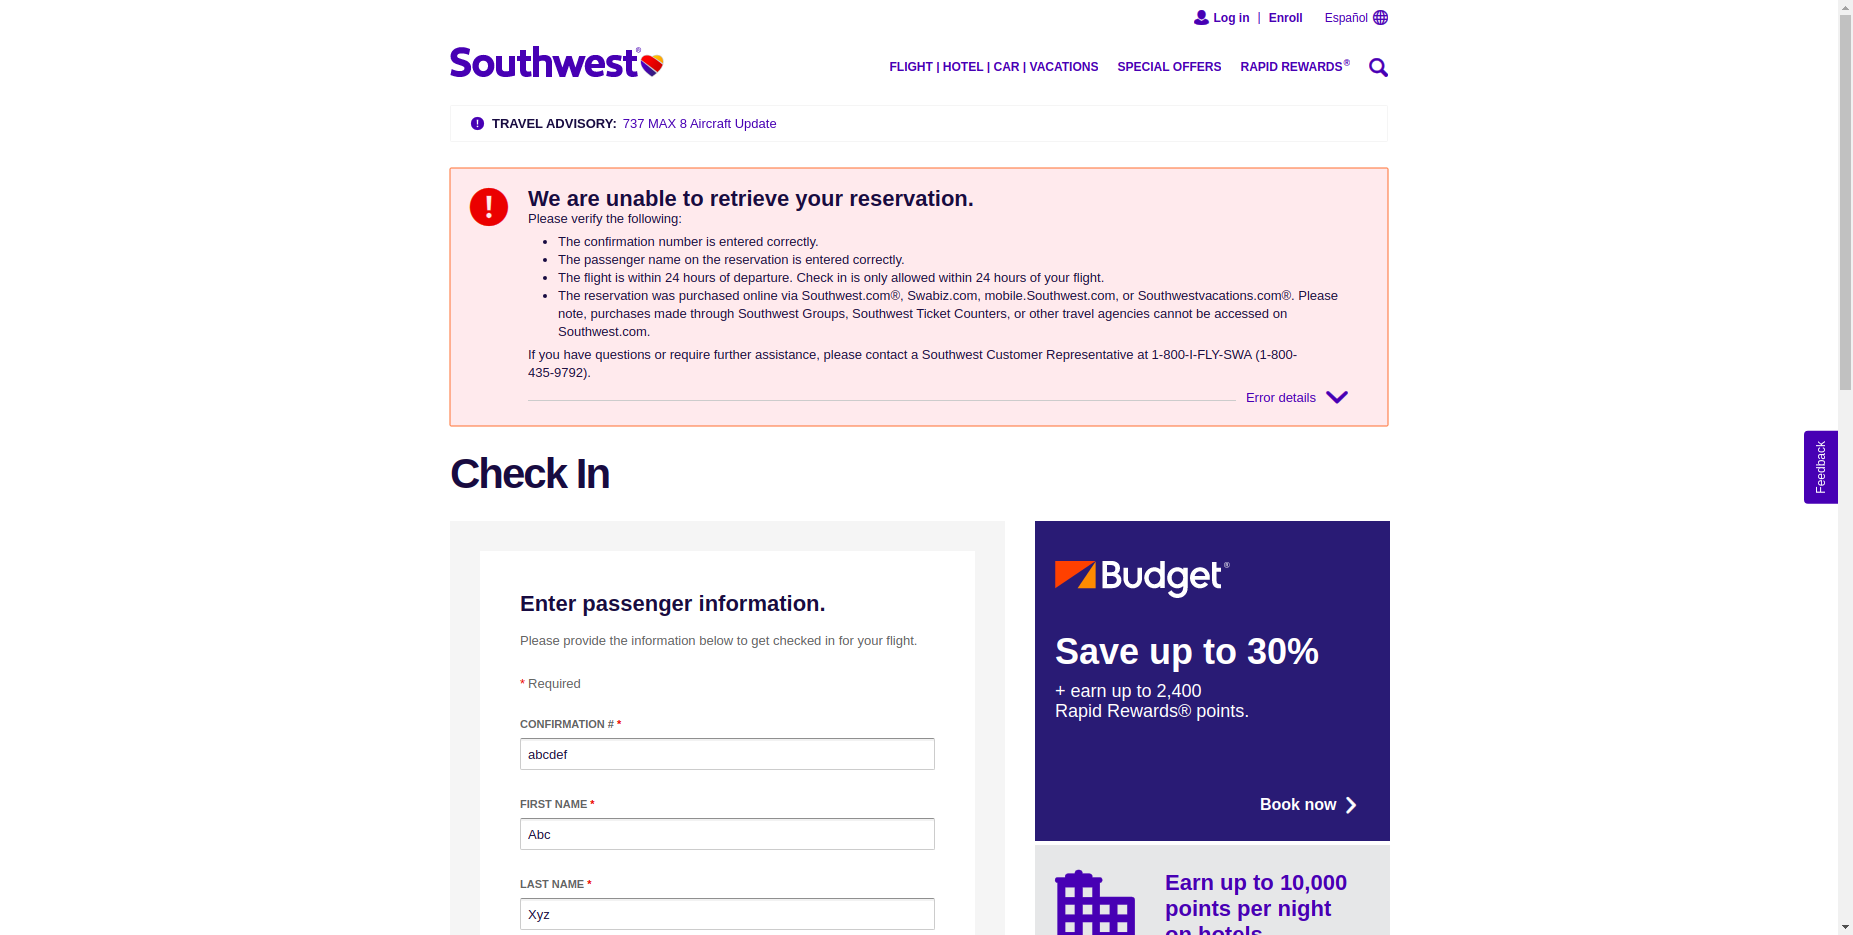 Log in | Enroll Español
Southwest®
FLIGHT | HOTEL | CAR | VACATIONS SPECIAL OFFERS RAPID REWARDS®
! TRAVEL ADVISORY: 737 MAX 8 Aircraft Update
! We are unable to retrieve your reservation.
Please verify the following:
• The confirmation number is entered correctly.
• The passenger name on the reservation is entered correctly.
• The flight is within 24 hours of departure. Check in is only allowed within 24 hours of your flight.
• The reservation was purchased online via Southwest.com®, Swabiz.com, mobile.Southwest.com, or Southwestvacations.com®. Please
note, purchases made through Southwest Groups, Southwest Ticket Counters, or other travel agencies cannot be accessed on
Southwest.com.
If you have questions or require further assistance, please contact a Southwest Customer Representative at 1-800-I-FLY-SWA (1-800-
435-9792).
Error details
Feedback
Check In
Enter passenger information.
Please provide the information below to get checked in for your flight.
* Required
CONFIRMATION # *
abcdef
FIRST NAME *
Abc
LAST NAME *
Xyz
Budget®
Save up to 30%
+ earn up to 2,400
Rapid Rewards® points.
Book now
Earn up to 10,000
points per night
on hotels